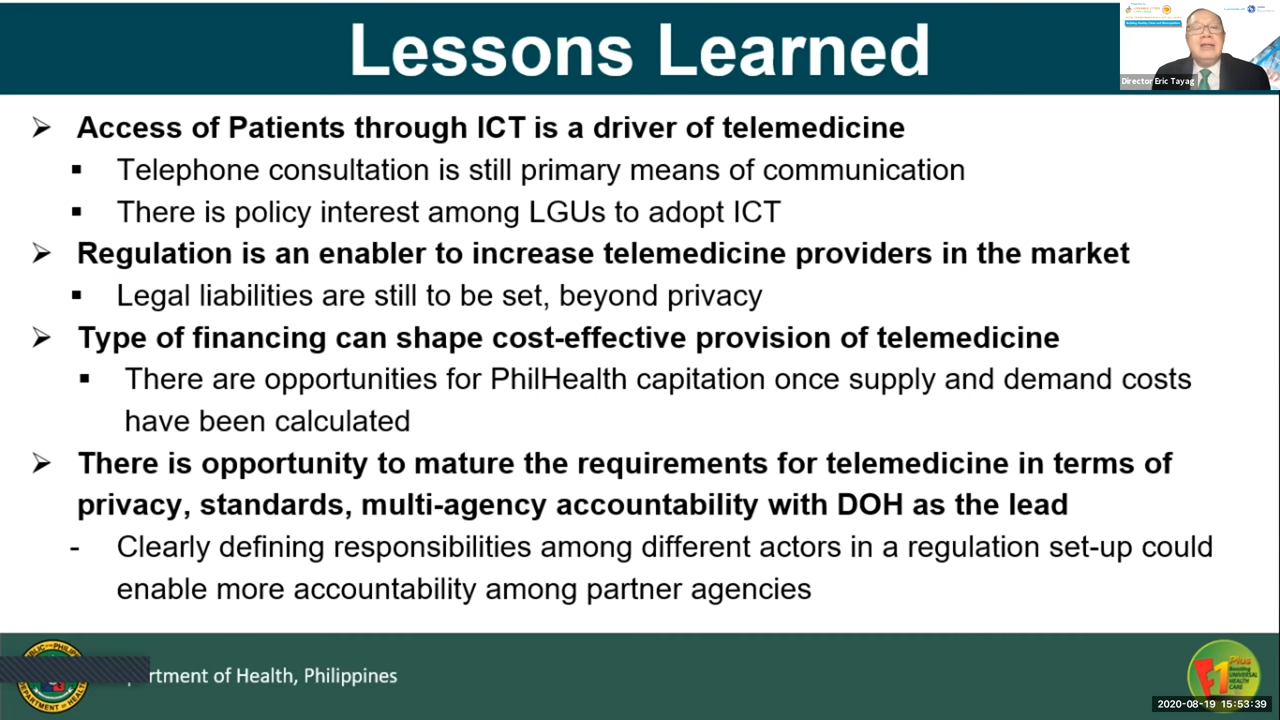 Lessons Learned
Director Eric Tayag
➢ Access of Patients through ICT is a driver of telemedicine
▪ Telephone consultation is still primary means of communication
▪ There is policy interest among LGUs to adopt ICT
➢ Regulation is an enabler to increase telemedicine providers in the market
▪ Legal liabilities are still to be set, beyond privacy
➢ Type of financing can shape cost-effective provision of telemedicine
▪ There are opportunities for PhilHealth capitation once supply and demand costs
have been calculated
➢ There is opportunity to mature the requirements for telemedicine in terms of
privacy, standards, multi-agency accountability with DOH as the lead
- Clearly defining responsibilities among different actors in a regulation set-up could
enable more accountability among partner agencies
rtment of Health, Philippines
F1 Plus
Boosting
UNIVERSAL
HEALTH
CARE
2020-08-19 15:53:39